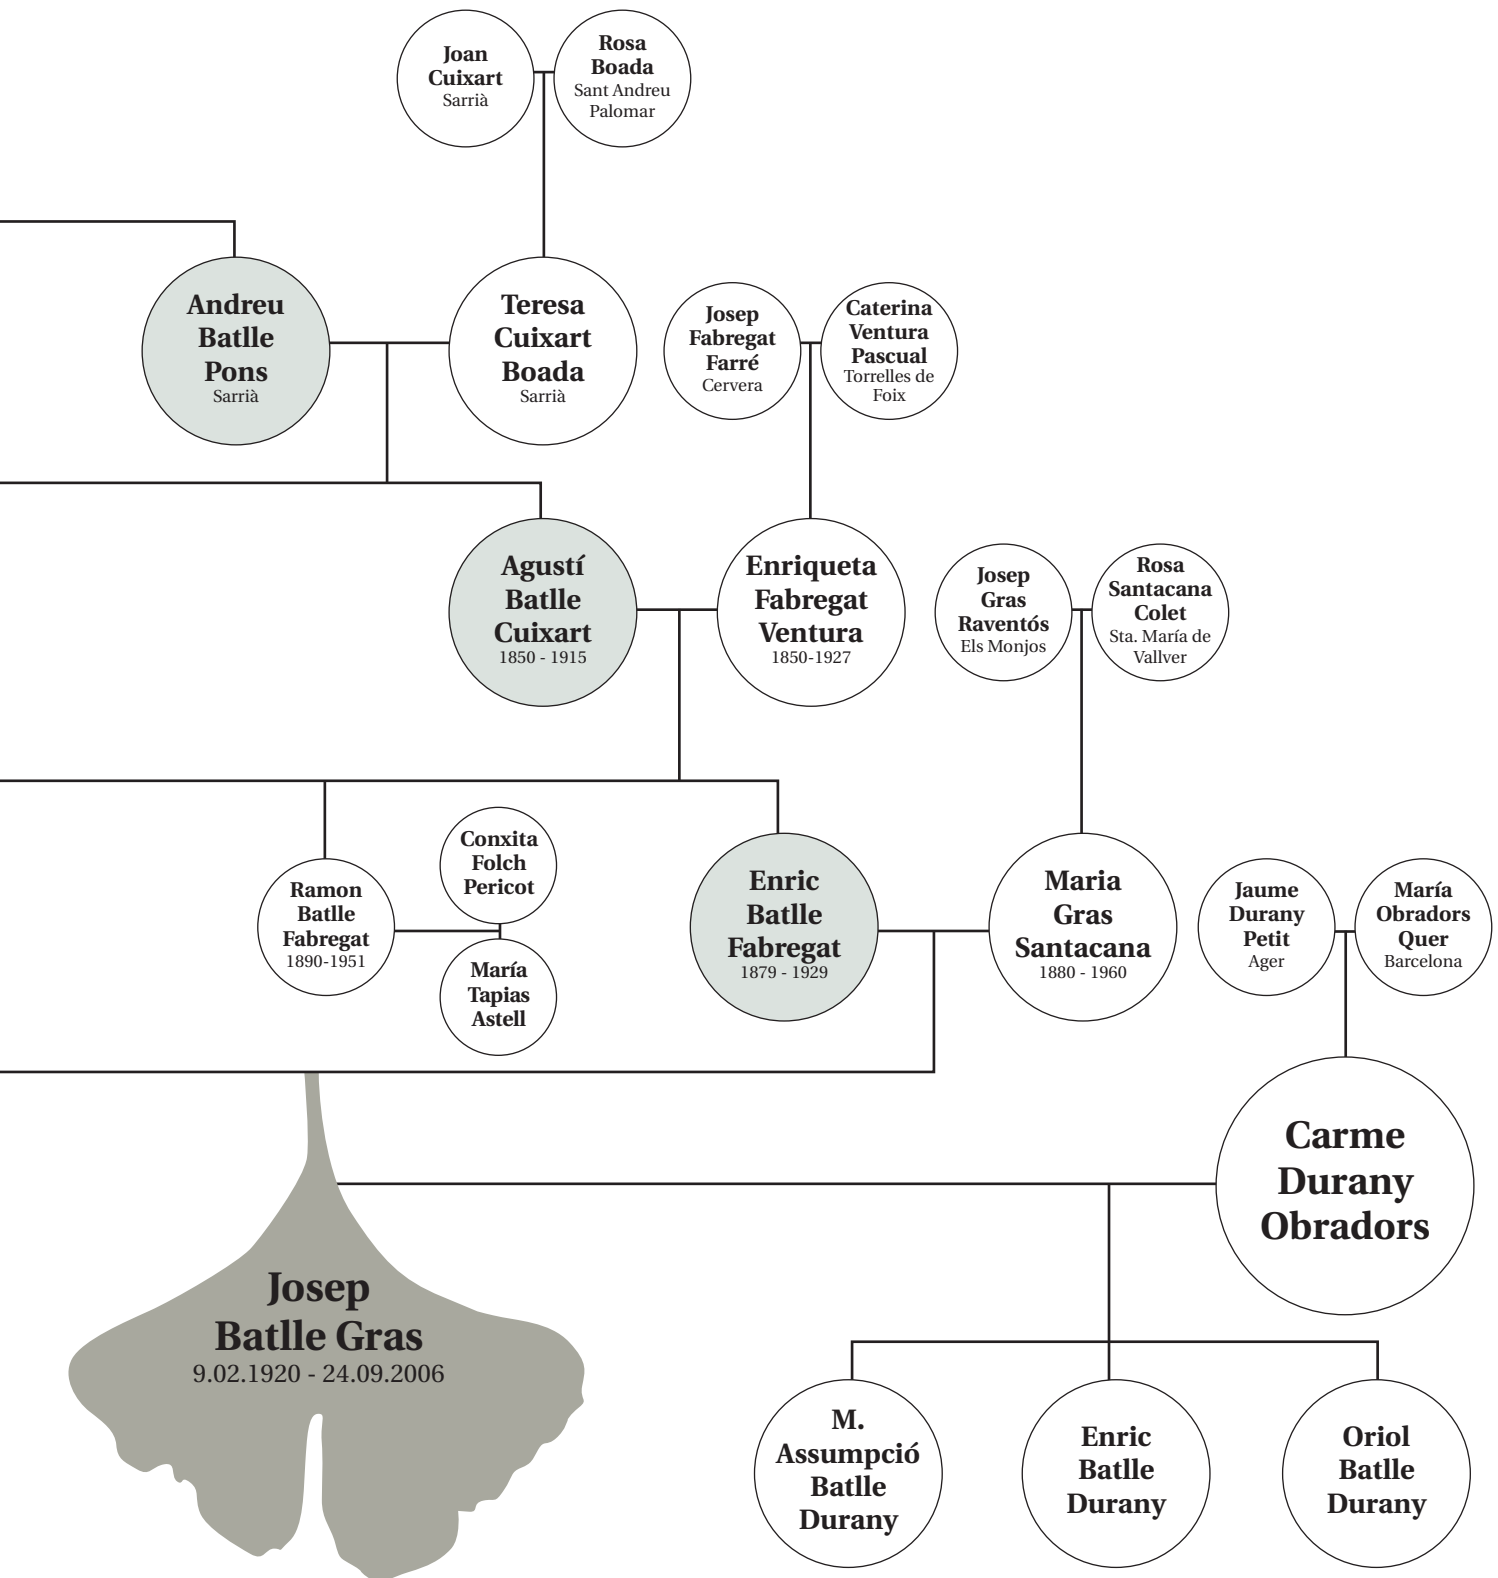 Joan
Cuixart
Sarrià
Rosa
Boada
Sant Andreu
Palomar
Andreu
Batlle
Pons
Sarrià
Teresa
Cuixart
Boada
Sarrià
Josep
Fabregat
Farré
Cervera
Caterina
Ventura
Pascual
Torrelles de
Foix
Agustí
Batlle
Cuixart
1850 - 1915
Enriqueta
Fabregat
Ventura
1850-1927
Josep
Gras
Raventós
Els Monjos
Rosa
Santacana
Colet
Sta. María de
Vallver
Ramon
Batlle
Fabregat
1890-1951
Conxita
Folch
Pericot
María
Tapias
Astell
Enric
Batlle
Fabregat
1879 - 1929
Maria
Gras
Santacana
1880 - 1960
Jaume
Durany
Petit
Ager
María
Obradors
Quer
Barcelona
Carme
Durany
Obradors
Josep
Batlle Gras
9.02.1920 - 24.09.2006
M.
Assumpció
Batlle
Durany
Enric
Batlle
Durany
Oriol
Batlle
Durany